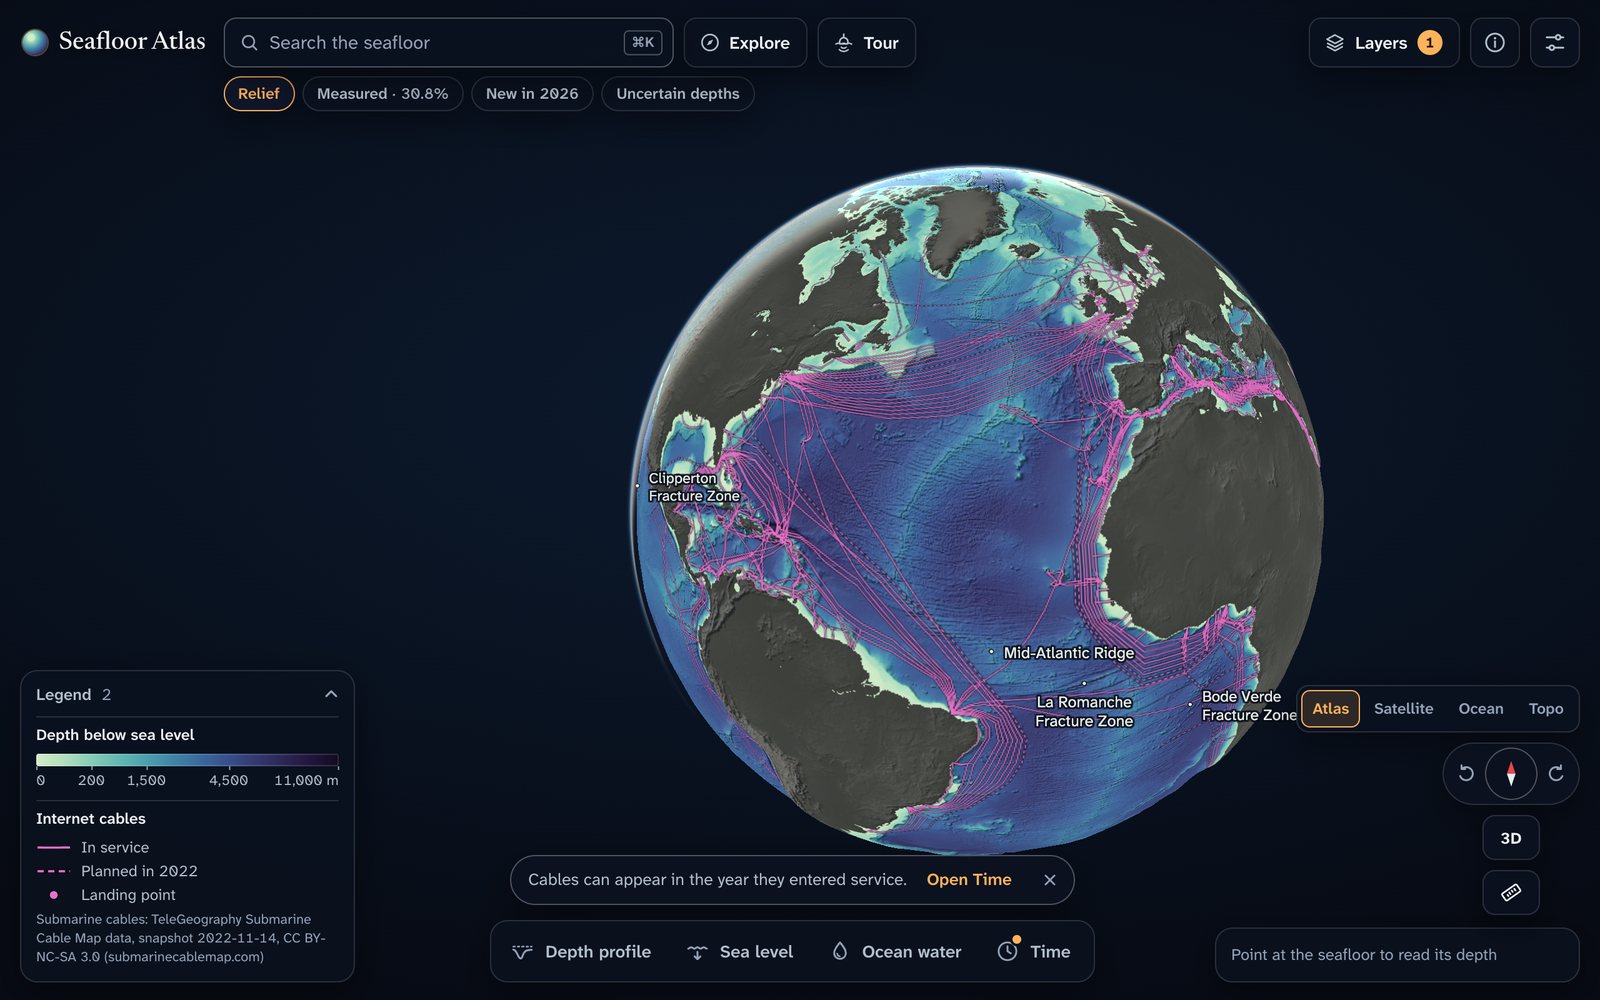 Seafloor Atlas
Search the seafloor
⌘K
Explore
Tour
Layers 1
Relief
Measured · 30.8%
New in 2026
Uncertain depths
Clipperton
Fracture Zone
Mid-Atlantic Ridge
La Romanche
Fracture Zone
Bode Verde
Fracture Zone
Atlas
Satellite
Ocean
Topo
3D
Legend 2
Depth below sea level
0 200 1,500 4,500 11,000 m
Internet cables
In service
Planned in 2022
Landing point
Submarine cables: TeleGeography Submarine
Cable Map data, snapshot 2022-11-14, CC BY-
NC-SA 3.0 (submarinecablemap.com)
Cables can appear in the year they entered service. Open Time
Depth profile
Sea level
Ocean water
Time
Point at the seafloor to read its depth